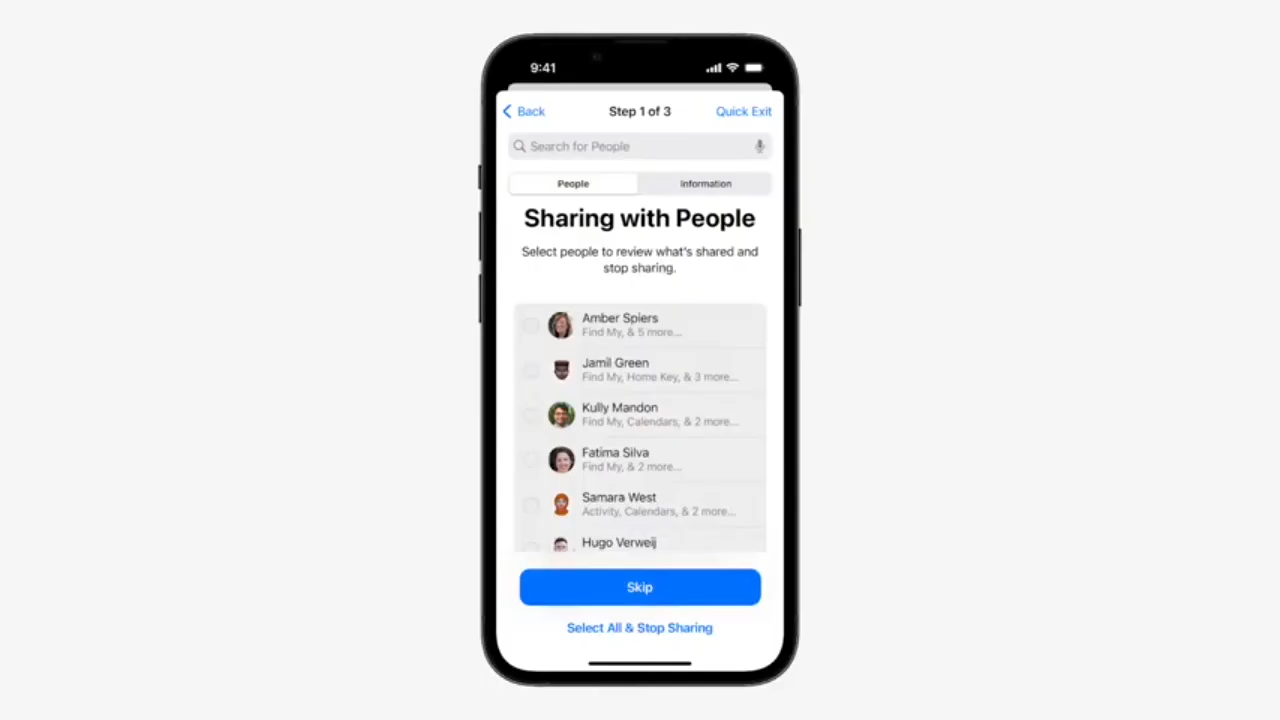 9:41
Back
Step 1 of 3
Quick Exit
Search for People
People
Information
Sharing with People
Select people to review what's shared and
stop sharing.
Amber Spiers
Find My, & 5 more...
Jamil Green
Find My, Home Key, & 3 more...
Kully Mandon
Find My, Calendars, & 2 more...
Fatima Silva
Find My, & 2 more...
Samara West
Activity, Calendars, & 2 more...
Hugo Verweij
Skip
Select All & Stop Sharing